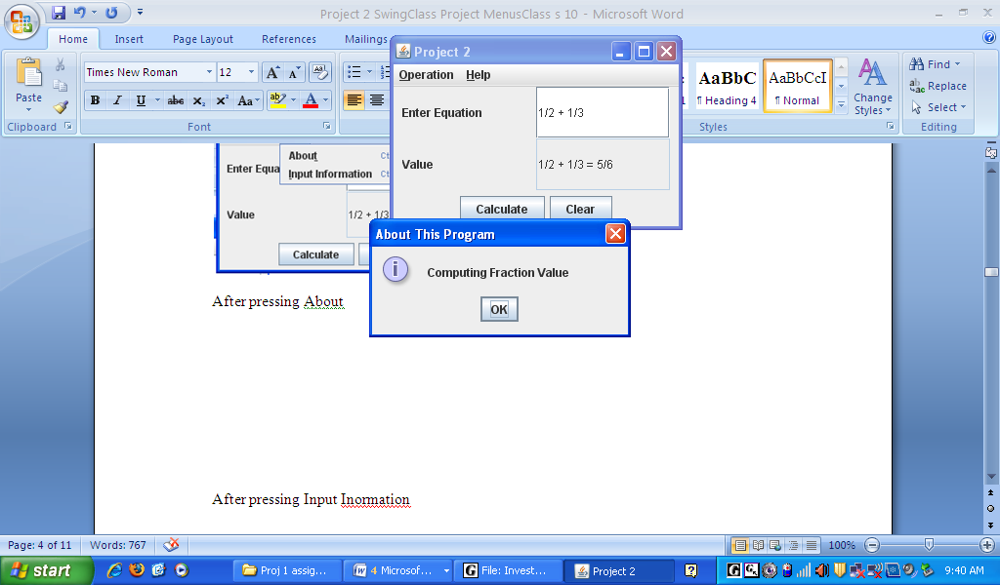 Project 2 SwingClass Project MenusClass s 10 - Microsoft Word
Home Insert Page Layout References Mailings
Paste
Clipboard
Times New Roman 12
B I U abc x₂ x² Aa
Font
AaBbC AaBbCcI
¶ Heading 4 ¶ Normal
Change Styles
Styles
Find
Replace
Select
Editing
Project 2
Operation Help
Enter Equation 1/2 + 1/3
Value 1/2 + 1/3 = 5/6
Calculate Clear
About
Input Information
Enter Equa
Value 1/2 + 1/3
Calculate
About This Program
Computing Fraction Value
OK
After pressing About
After pressing Input Inormation
Page: 4 of 11 Words: 767 100%
start Proj 1 assig... 4 Microsof... File: Invest... Project 2 9:40 AM